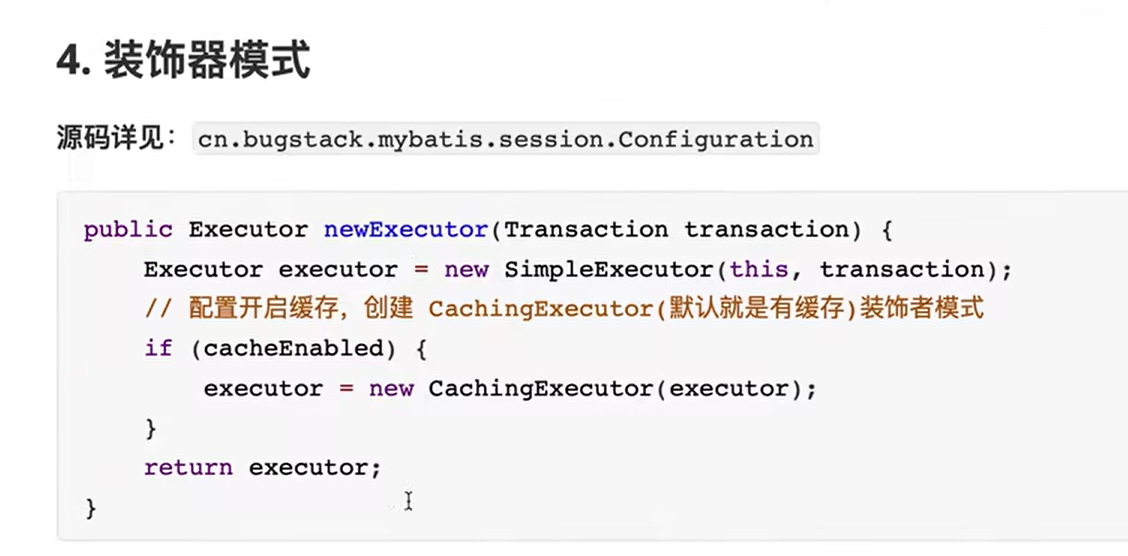 4. 装饰器模式
源码详见： cn.bugstack.mybatis.session.Configuration
public Executor newExecutor(Transaction transaction) {
    Executor executor = new SimpleExecutor(this, transaction);
    // 配置开启缓存，创建 CachingExecutor(默认就是有缓存)装饰者模式
    if (cacheEnabled) {
        executor = new CachingExecutor(executor);
    }
    return executor;
}